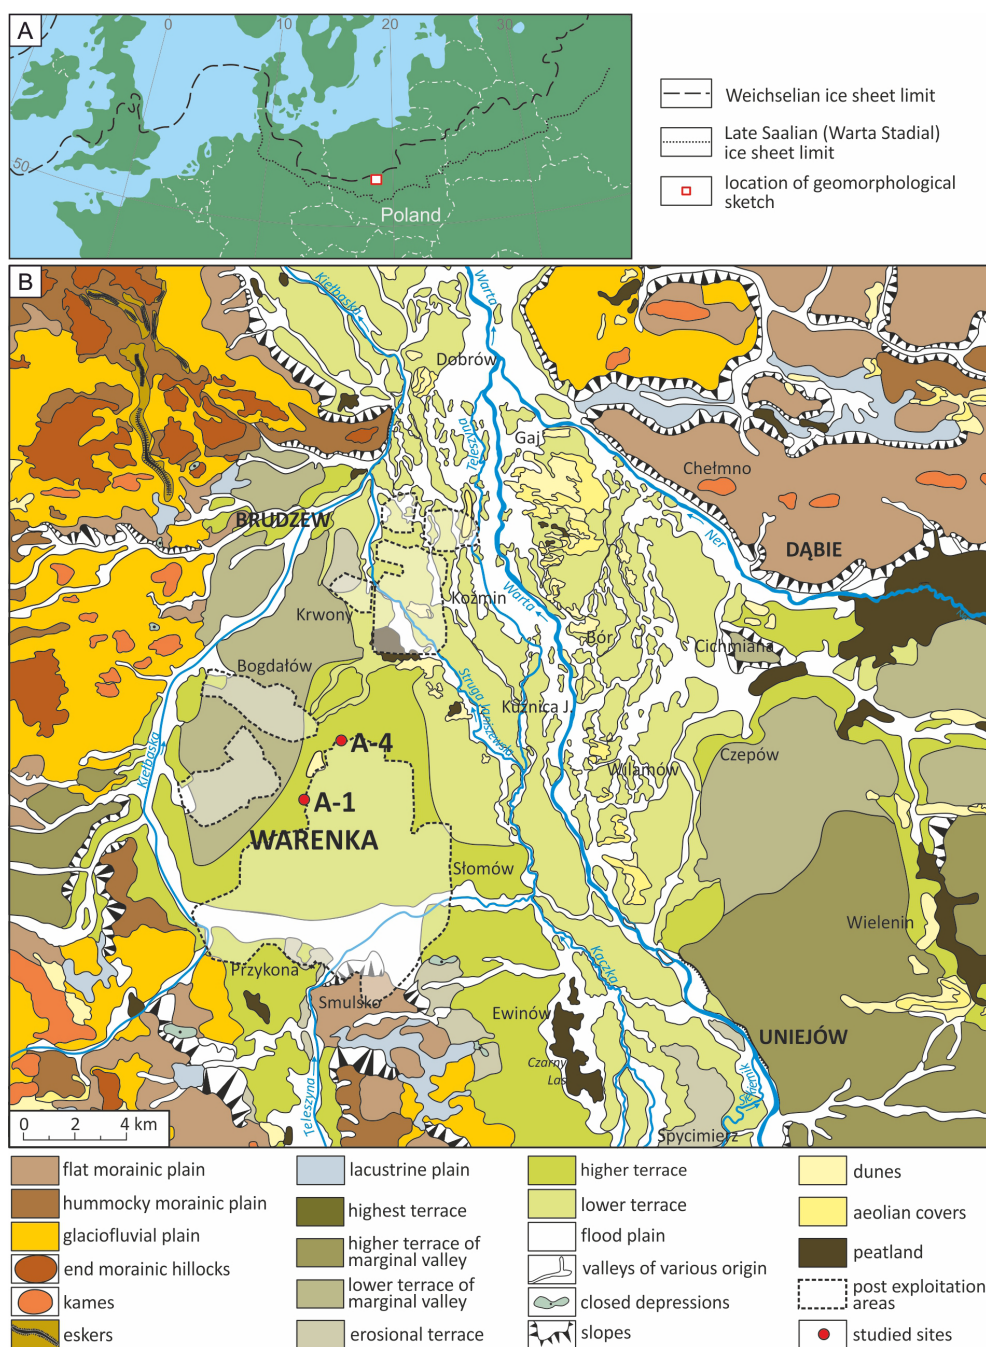 A
0
10
20
30
50
Poland
Weichselian ice sheet limit
Late Saalian (Warta Stadial)
ice sheet limit
location of geomorphological
sketch
B
Kiełbaska
Warta
Dobrów
Teleszyna
Gaj
Chełmno
BRUDZEW
Ner
DĄBIE
Koźmin
Warta
Krwony
Bór
Cichmiana
Bogdałów
Struga Janiszewska
Kuźnica J.
Kiełbaska
A-4
Czepów
Wilamów
A-1
WARENKA
Słomów
Wielenin
Kaczka
Przykona
Smulsko
Ewinów
UNIEJÓW
Czarny
Las
Siekiernik
Teleszyna
Spycimierz
0 2 4 km
flat morainic plain
hummocky morainic plain
glaciofluvial plain
end morainic hillocks
kames
eskers
lacustrine plain
highest terrace
higher terrace of
marginal valley
lower terrace of
marginal valley
erosional terrace
higher terrace
lower terrace
flood plain
valleys of various origin
closed depressions
slopes
dunes
aeolian covers
peatland
post exploitation
areas
studied sites